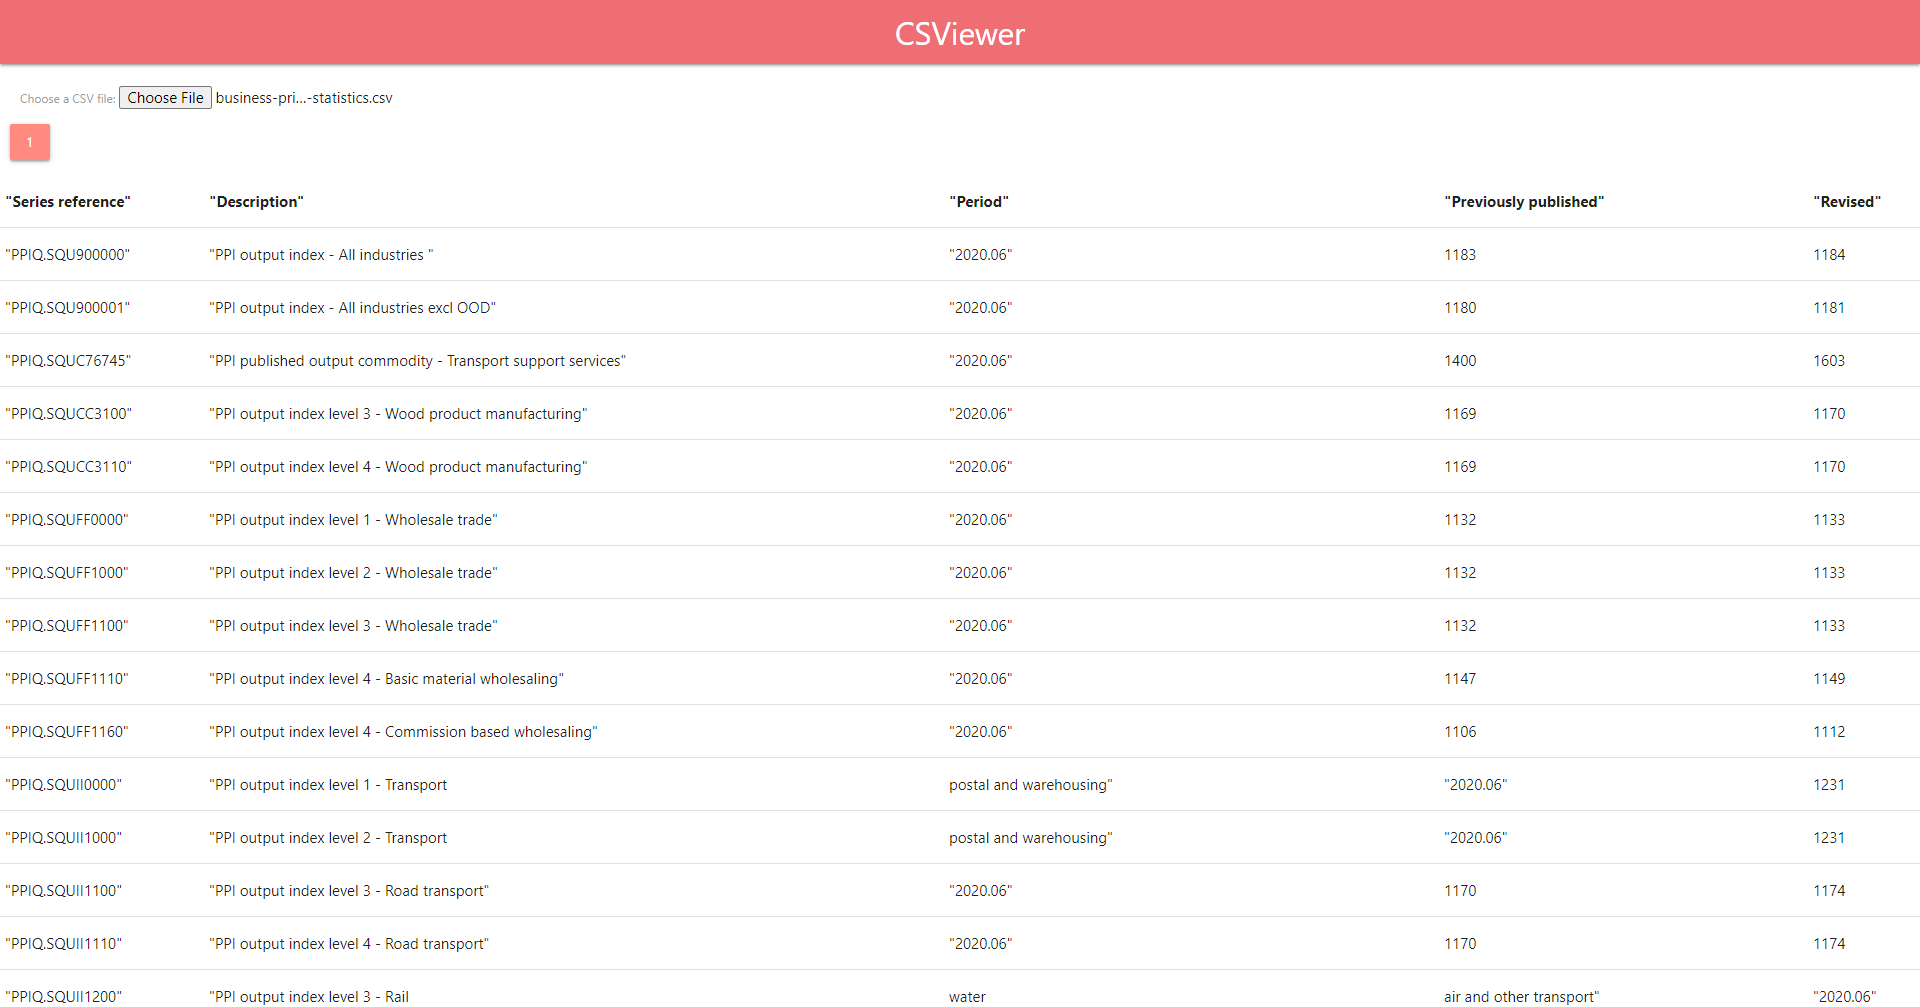 CSViewer
Choose a CSV file: Choose File business-pri...-statistics.csv
1
"Series reference" "Description" "Period" "Previously published" "Revised"
"PPIQ.SQU900000" "PPI output index - All industries " "2020.06" 1183 1184
"PPIQ.SQU900001" "PPI output index - All industries excl OOD" "2020.06" 1180 1181
"PPIQ.SQUC76745" "PPI published output commodity - Transport support services" "2020.06" 1400 1603
"PPIQ.SQUCC3100" "PPI output index level 3 - Wood product manufacturing" "2020.06" 1169 1170
"PPIQ.SQUCC3110" "PPI output index level 4 - Wood product manufacturing" "2020.06" 1169 1170
"PPIQ.SQUFF0000" "PPI output index level 1 - Wholesale trade" "2020.06" 1132 1133
"PPIQ.SQUFF1000" "PPI output index level 2 - Wholesale trade" "2020.06" 1132 1133
"PPIQ.SQUFF1100" "PPI output index level 3 - Wholesale trade" "2020.06" 1132 1133
"PPIQ.SQUFF1110" "PPI output index level 4 - Basic material wholesaling" "2020.06" 1147 1149
"PPIQ.SQUFF1160" "PPI output index level 4 - Commission based wholesaling" "2020.06" 1106 1112
"PPIQ.SQUII0000" "PPI output index level 1 - Transport postal and warehousing" "2020.06" 1231
"PPIQ.SQUII1000" "PPI output index level 2 - Transport postal and warehousing" "2020.06" 1231
"PPIQ.SQUII1100" "PPI output index level 3 - Road transport" "2020.06" 1170 1174
"PPIQ.SQUII1110" "PPI output index level 4 - Road transport" "2020.06" 1170 1174
"PPIQ.SQUII1200" "PPI output index level 3 - Rail water air and other transport" "2020.06"